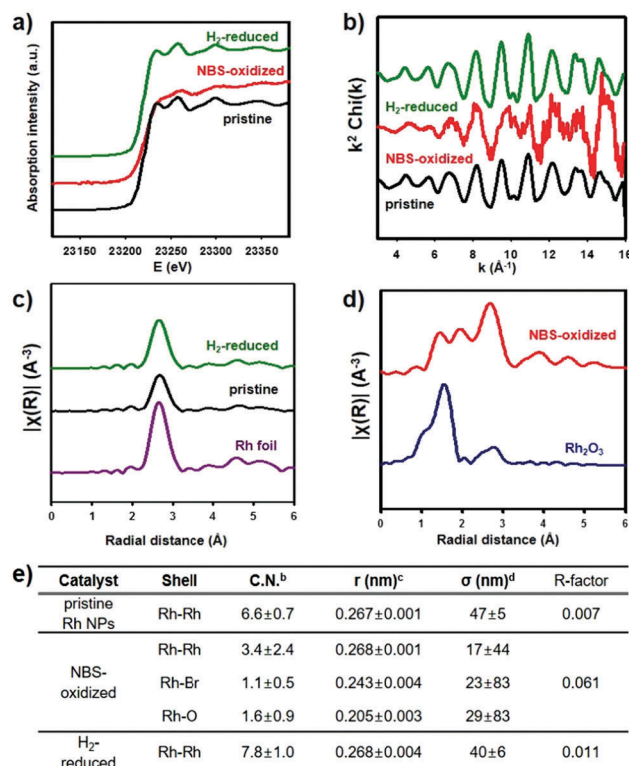 a)
H₂-reduced
NBS-oxidized
pristine
Absorption intensity (a.u.)
23150 23200 23250 23300 23350
E (eV)
b)
H₂-reduced
NBS-oxidized
pristine
k² Chi(k)
4 6 8 10 12 14 16
k (Å⁻¹)
c)
H₂-reduced
pristine
Rh foil
|χ(R)| (A⁻³)
0 1 2 3 4 5 6
Radial distance (Å)
d)
NBS-oxidized
Rh₂O₃
|χ(R)| (A⁻³)
0 1 2 3 4 5 6
Radial distance (Å)
e)
Catalyst Shell C.N.ᵇ r (nm)ᶜ σ (nm)ᵈ R-factor
pristine
Rh NPs Rh-Rh 6.6±0.7 0.267±0.001 47±5 0.007
Rh-Rh 3.4±2.4 0.268±0.001 17±44
NBS-
oxidized Rh-Br 1.1±0.5 0.243±0.004 23±83 0.061
Rh-O 1.6±0.9 0.205±0.003 29±83
H₂-
reduced Rh-Rh 7.8±1.0 0.268±0.004 40±6 0.011